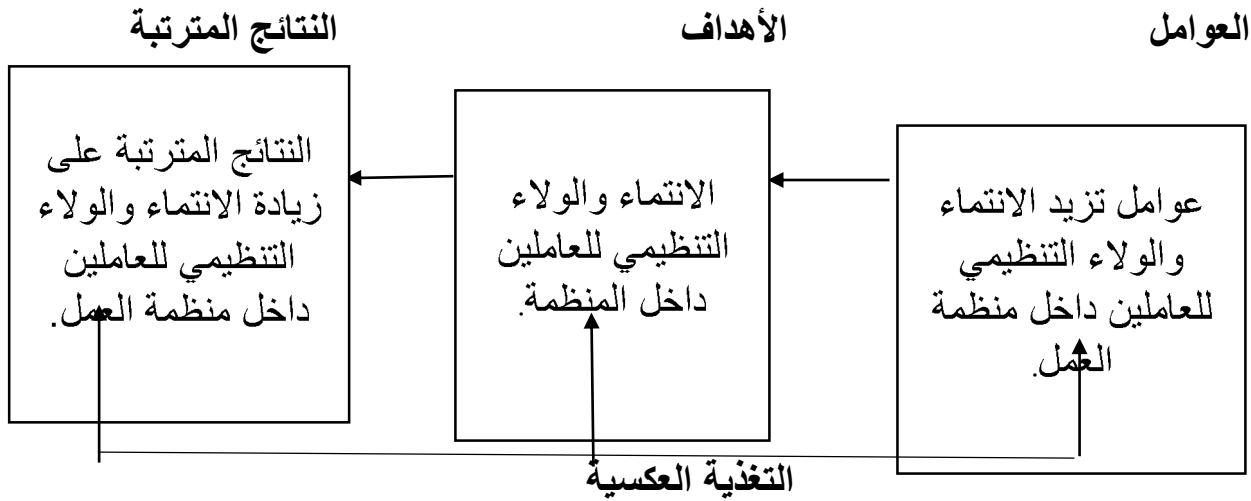 العوامل
الأهداف
النتائج المترتبة
عوامل تزيد الانتماء
والولاء التنظيمي
للعاملين داخل منظمة
العمل.
الانتماء والولاء
التنظيمي للعاملين
داخل المنظمة.
النتائج المترتبة على
زيادة الانتماء والولاء
التنظيمي للعاملين
داخل منظمة العمل.
التغذية العكسية